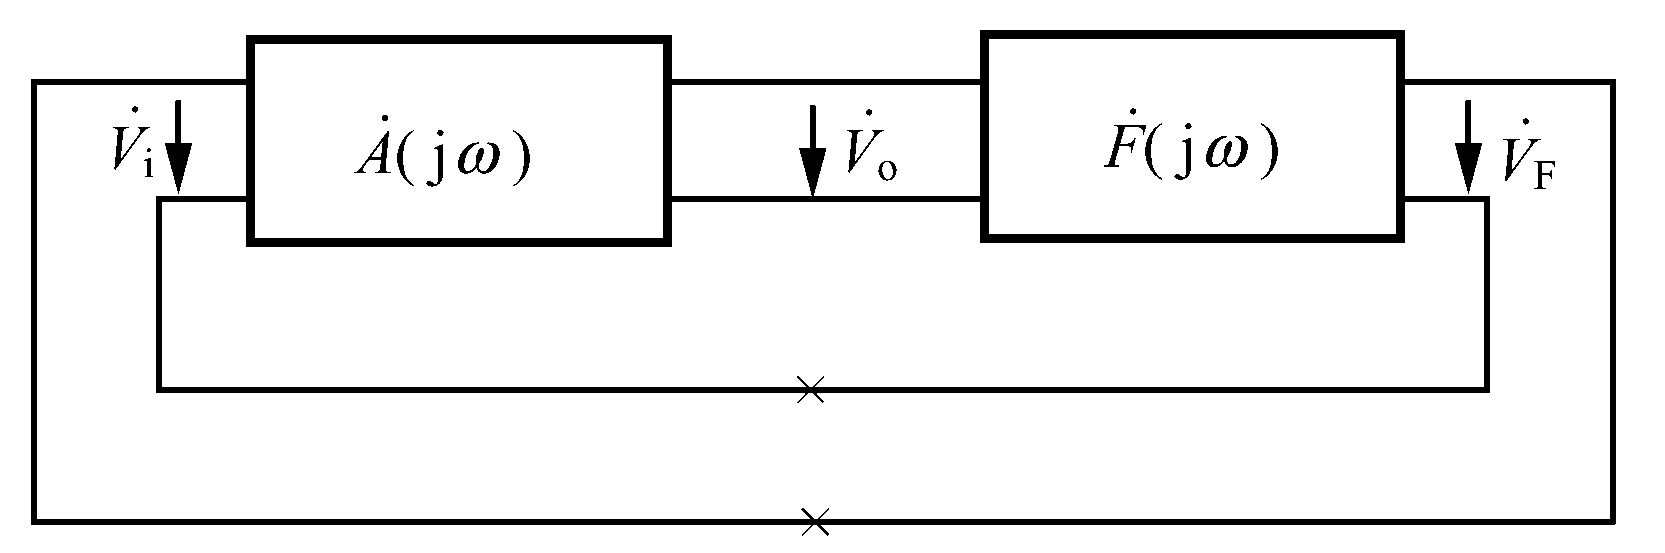 V̇i
Ȧ(jω)
V̇o
Ḟ(jω)
V̇F